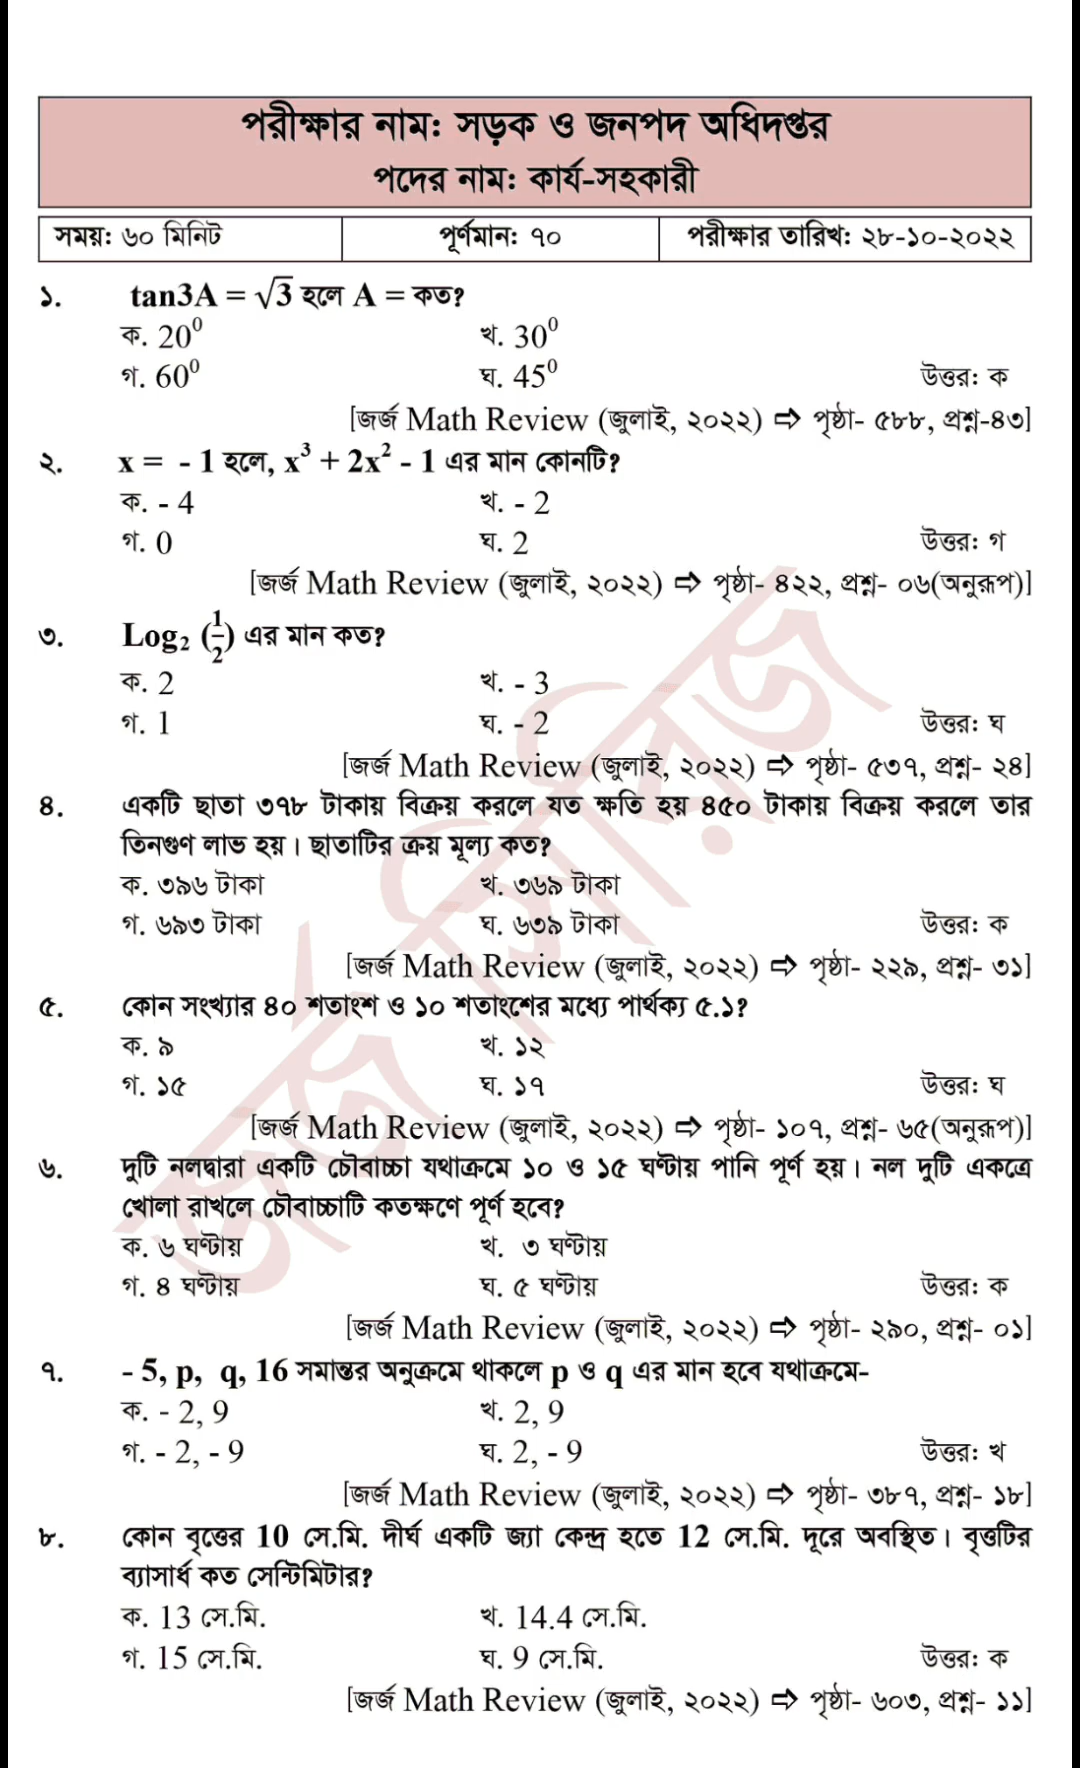 পরীক্ষার নাম: সড়ক ও জনপদ অধিদপ্তর
পদের নাম: কার্য-সহকারী
সময়: ৬০ মিনিট পূর্ণমান: ৭০ পরীক্ষার তারিখ: ২৮-১০-২০২২
১. tan3A = √3 হলে A = কত?
ক. 20⁰ খ. 30⁰
গ. 60⁰ ঘ. 45⁰ উত্তর: ক
[জর্জ Math Review (জুলাই, ২০২২) ⇨ পৃষ্ঠা- ৫৮৮, প্রশ্ন-৪৩]
২. x = - 1 হলে, x³ + 2x² - 1 এর মান কোনটি?
ক. - 4 খ. - 2
গ. 0 ঘ. 2 উত্তর: গ
[জর্জ Math Review (জুলাই, ২০২২) ⇨ পৃষ্ঠা- ৪২২, প্রশ্ন- ০৬(অনুরূপ)]
৩. Log₂ (1/2) এর মান কত?
ক. 2 খ. - 3
গ. 1 ঘ. - 2 উত্তর: ঘ
[জর্জ Math Review (জুলাই, ২০২২) ⇨ পৃষ্ঠা- ৫৩৭, প্রশ্ন- ২৪]
৪. একটি ছাতা ৩৭৮ টাকায় বিক্রয় করলে যত ক্ষতি হয় ৪৫০ টাকায় বিক্রয় করলে তার
তিনগুণ লাভ হয়। ছাতাটির ক্রয় মূল্য কত?
ক. ৩৯৬ টাকা খ. ৩৬৯ টাকা
গ. ৬৯৩ টাকা ঘ. ৬৩৯ টাকা উত্তর: ক
[জর্জ Math Review (জুলাই, ২০২২) ⇨ পৃষ্ঠা- ২২৯, প্রশ্ন- ৩১]
৫. কোন সংখ্যার ৪০ শতাংশ ও ১০ শতাংশের মধ্যে পার্থক্য ৫.১?
ক. ৯ খ. ১২
গ. ১৫ ঘ. ১৭ উত্তর: ঘ
[জর্জ Math Review (জুলাই, ২০২২) ⇨ পৃষ্ঠা- ১০৭, প্রশ্ন- ৬৫(অনুরূপ)]
৬. দুটি নলদ্বারা একটি চৌবাচ্চা যথাক্রমে ১০ ও ১৫ ঘণ্টায় পানি পূর্ণ হয়। নল দুটি একত্রে
খোলা রাখলে চৌবাচ্চাটি কতক্ষণে পূর্ণ হবে?
ক. ৬ ঘণ্টায় খ. ৩ ঘণ্টায়
গ. ৪ ঘণ্টায় ঘ. ৫ ঘণ্টায় উত্তর: ক
[জর্জ Math Review (জুলাই, ২০২২) ⇨ পৃষ্ঠা- ২৯০, প্রশ্ন- ০১]
৭. - 5, p, q, 16 সমান্তর অনুক্রমে থাকলে p ও q এর মান হবে যথাক্রমে-
ক. - 2, 9 খ. 2, 9
গ. - 2, - 9 ঘ. 2, - 9 উত্তর: খ
[জর্জ Math Review (জুলাই, ২০২২) ⇨ পৃষ্ঠা- ৩৮৭, প্রশ্ন- ১৮]
৮. কোন বৃত্তের 10 সে.মি. দীর্ঘ একটি জ্যা কেন্দ্র হতে 12 সে.মি. দূরে অবস্থিত। বৃত্তটির
ব্যাসার্ধ কত সেন্টিমিটার?
ক. 13 সে.মি. খ. 14.4 সে.মি.
গ. 15 সে.মি. ঘ. 9 সে.মি. উত্তর: ক
[জর্জ Math Review (জুলাই, ২০২২) ⇨ পৃষ্ঠা- ৬০৩, প্রশ্ন- ১১]
জর্জ সিরিজ